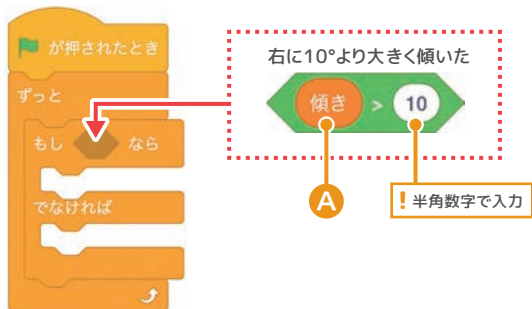 が押されたとき
ずっと
もし なら
でなければ
右に10°より大きく傾いた
傾き > 10
A
! 半角数字で入力